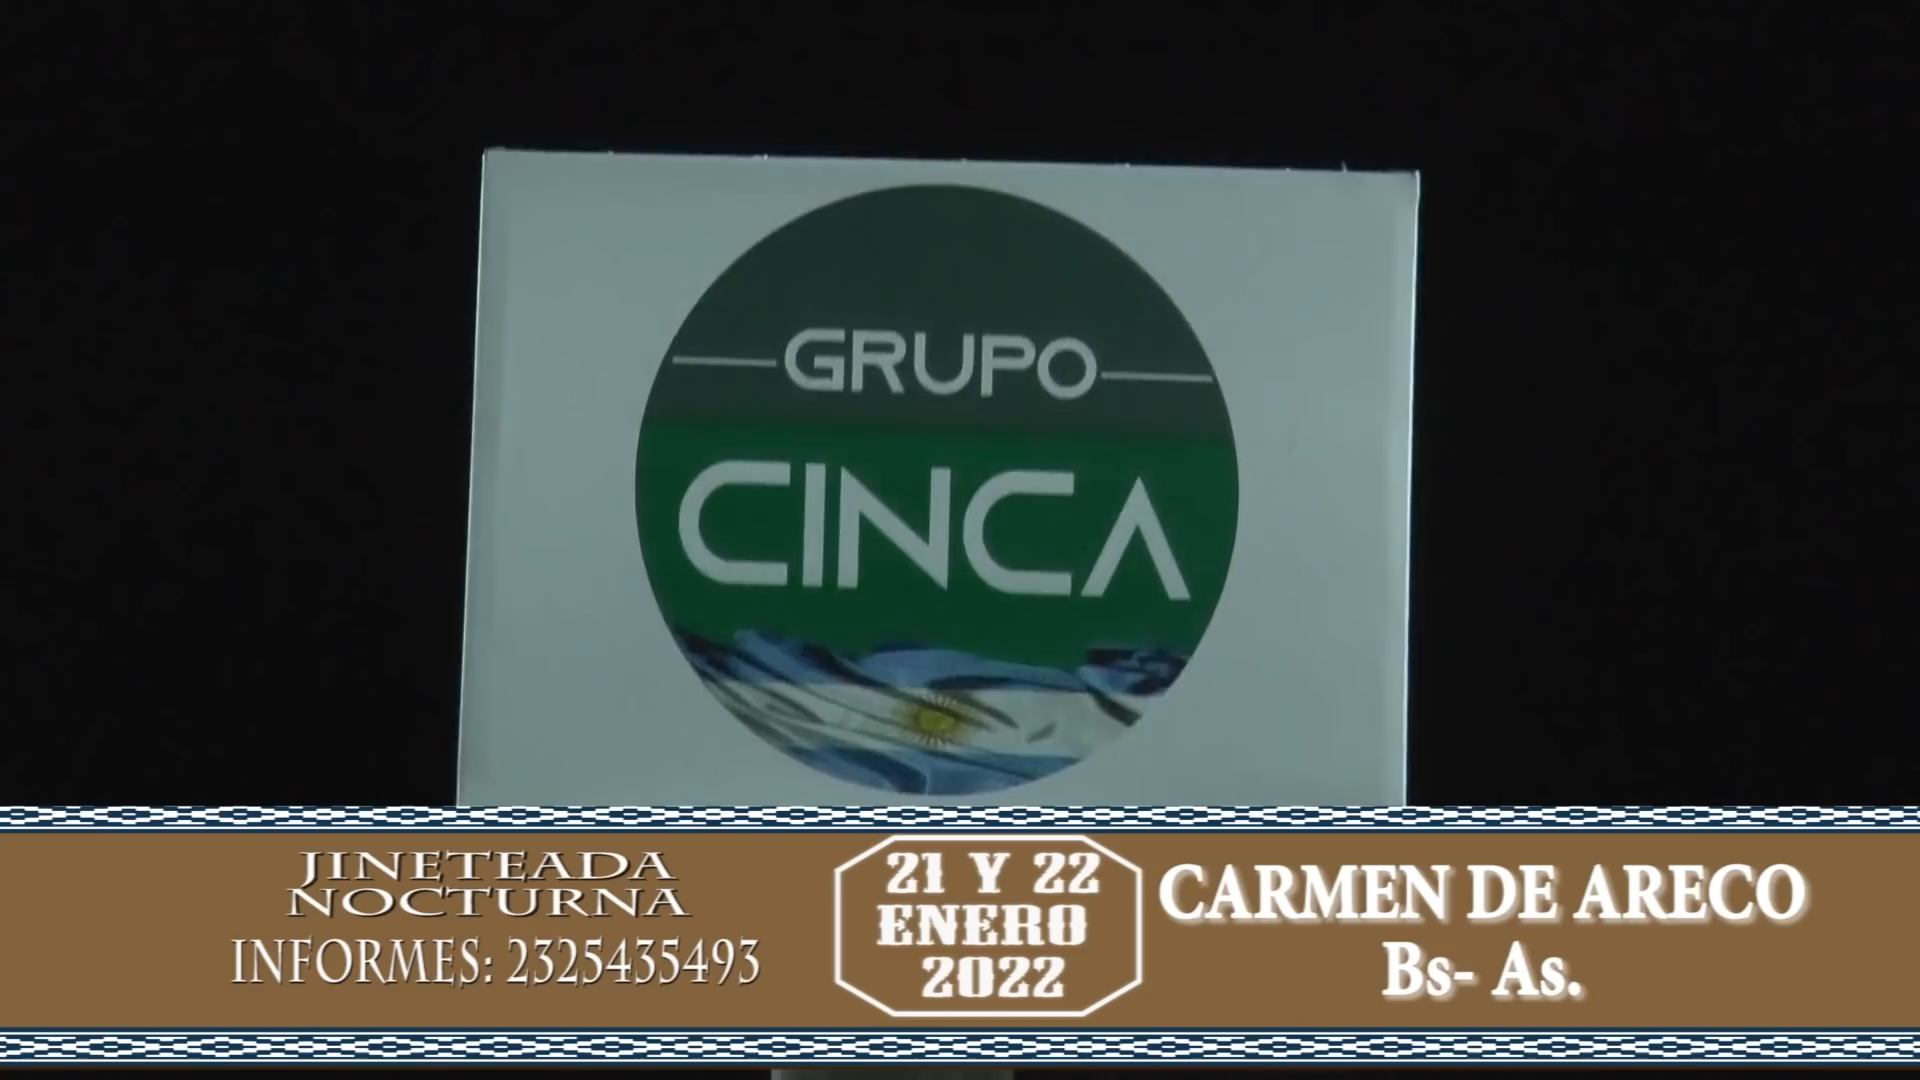 GRUPO
CINCA
JINETEADA
NOCTURNA
INFORMES: 2325435493
21 Y 22
ENERO
2022
CARMEN DE ARECO
Bs- As.